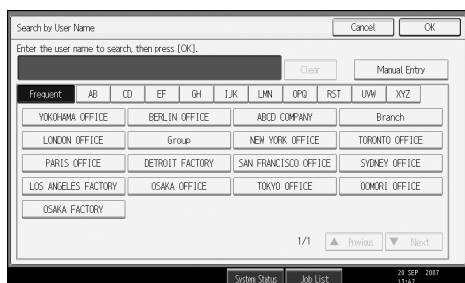 Search by User Name Cancel OK
Enter the user name to search, then press [OK].
Clear Manual Entry
Frequent AB CD EF GH IJK LMN OPQ RST UVW XYZ
YOKOHAMA OFFICE BERLIN OFFICE ABCD COMPANY Branch
LONDON OFFICE Group NEW YORK OFFICE TORONTO OFFICE
PARIS OFFICE DETROIT FACTORY SAN FRANCISCO OFFICE SYDNEY OFFICE
LOS ANGELES FACTORY OSAKA OFFICE TOKYO OFFICE OOMORI OFFICE
OSAKA FACTORY
1/1 ▲ Previous ▼ Next
System Status Job List 20 SEP 2007
13:47